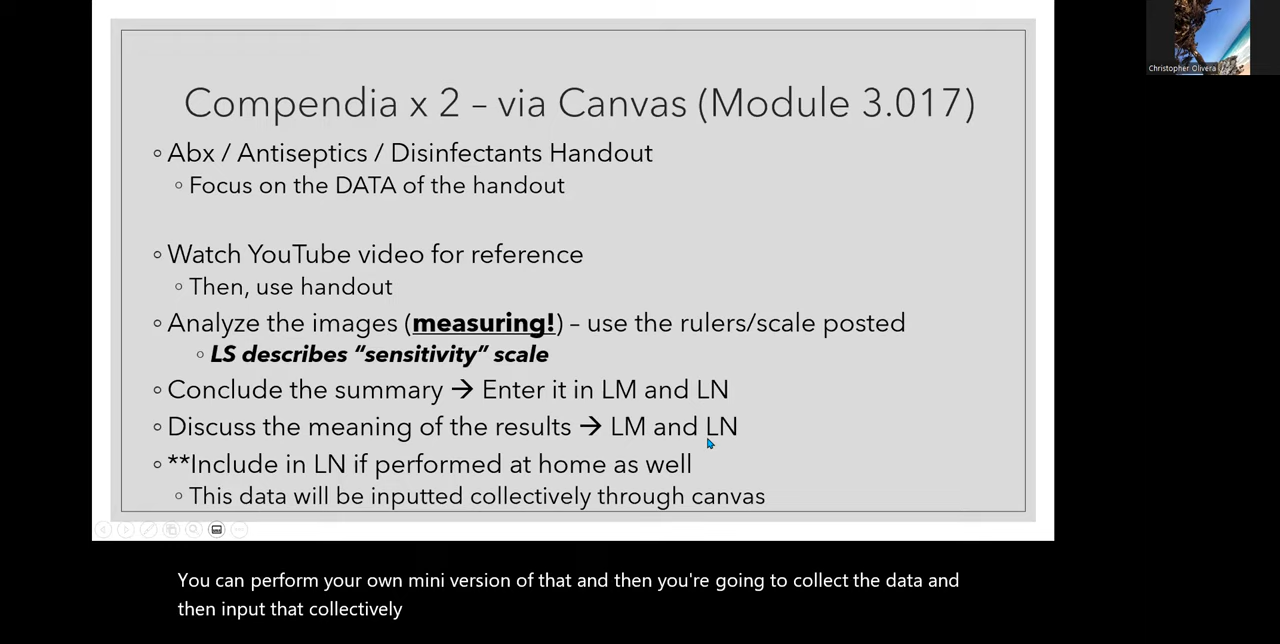 Compendia x 2 – via Canvas (Module 3.017)
Abx / Antiseptics / Disinfectants Handout
Focus on the DATA of the handout
Watch YouTube video for reference
Then, use handout
Analyze the images (measuring!) – use the rulers/scale posted
LS describes “sensitivity” scale
Conclude the summary → Enter it in LM and LN
Discuss the meaning of the results → LM and LN
**Include in LN if performed at home as well
This data will be inputted collectively through canvas
Christopher Olivera
You can perform your own mini version of that and then you're going to collect the data and
then input that collectively